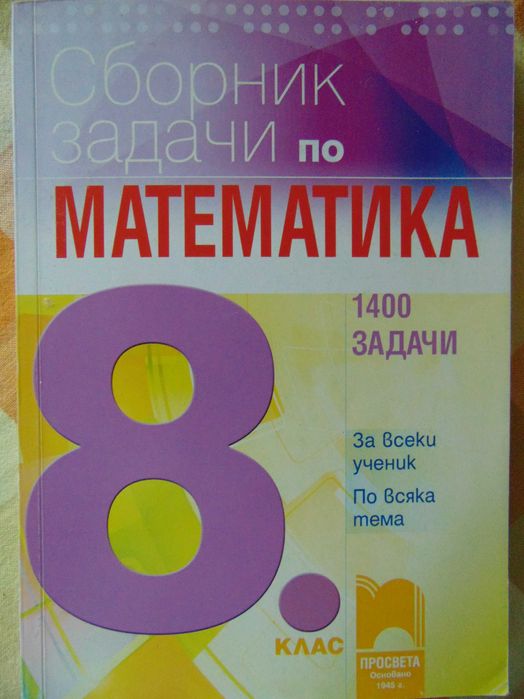 Сборник
задачи по
МАТЕМАТИКА
8.
КЛАС
1400
ЗАДАЧИ
За всеки
ученик
По всяка
тема
ПРОСВЕТА
Основано
1945 г.